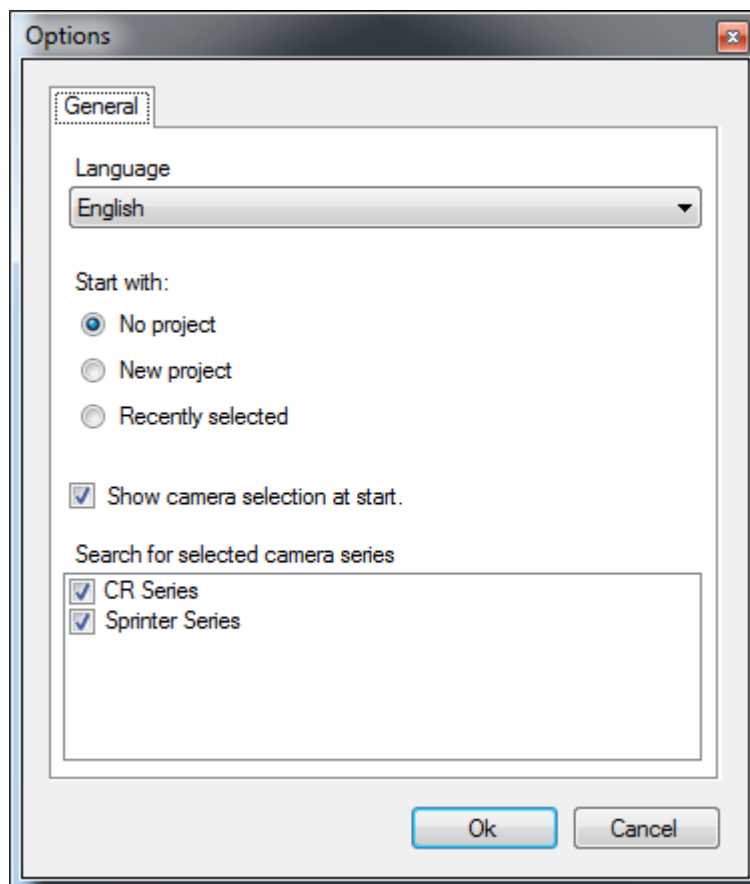 Options
General
Language
English
Start with:
No project
New project
Recently selected
Show camera selection at start.
Search for selected camera series
CR Series
Sprinter Series
Ok Cancel